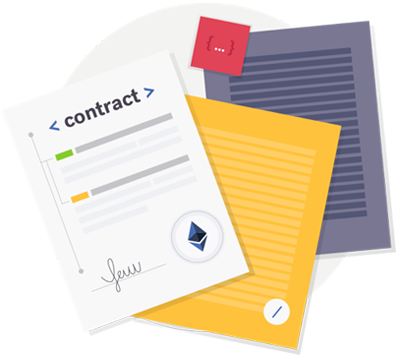 {...}
< contract >